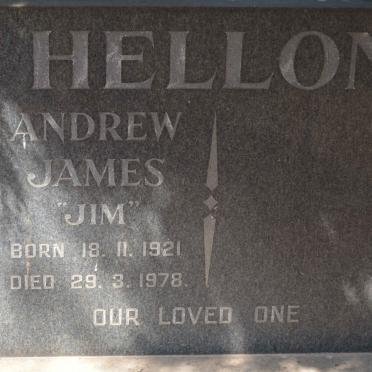 HELLON
ANDREW
JAMES
"JIM"
BORN 18. 11. 1921
DIED 29. 3. 1978.
OUR LOVED ONE